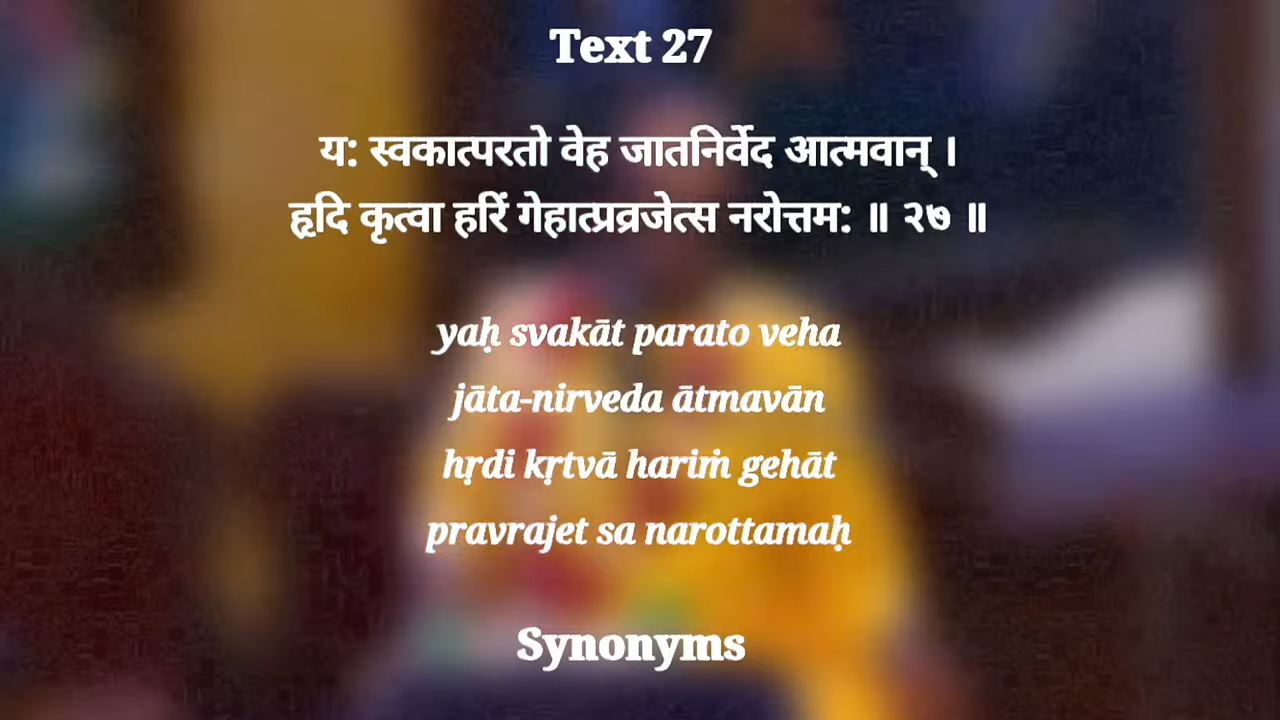 Text 27
य: स्वकात्परतो वेह जातनिर्वेद आत्मवान् ।
हृदि कृत्वा हरिं गेहात्प्रव्रजेत्स नरोत्तम: ॥ २७ ॥
yaḥ svakāt parato veha
jāta-nirveda ātmavān
hṛdi kṛtvā hariṁ gehāt
pravrajet sa narottamaḥ
Synonyms